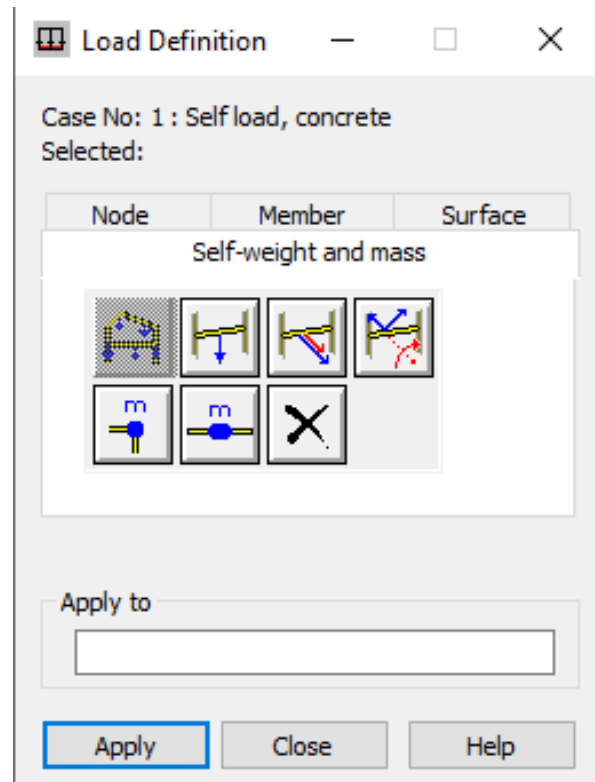 Load Definition
Case No: 1 : Self load, concrete
Selected:
Node Member Surface
Self-weight and mass
m m
Apply to
Apply Close Help